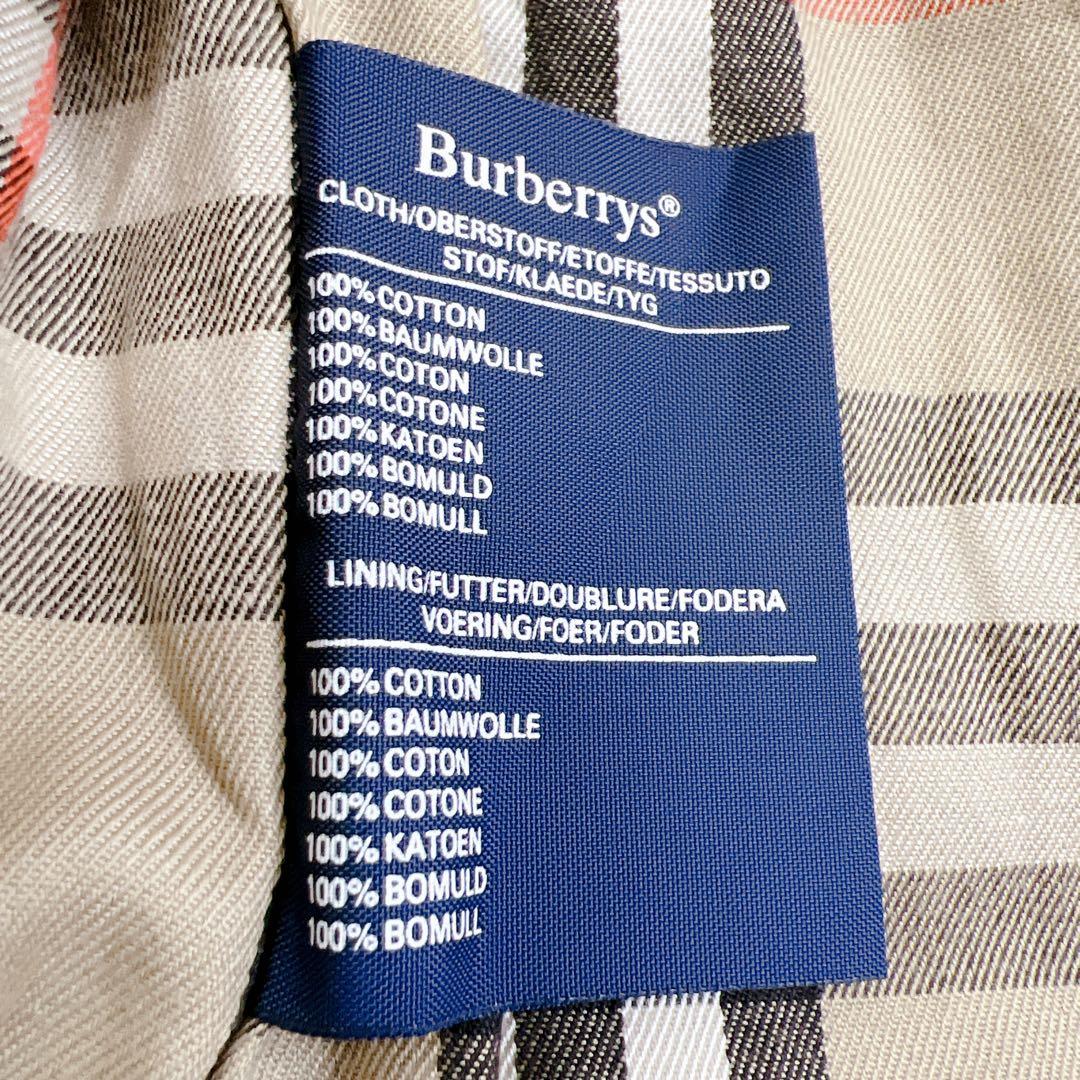 Burberrys®
CLOTH/OBERSTOFF/ETOFFE/TESSUTO
STOF/KLAEDE/TYG
100% COTTON
100% BAUMWOLLE
100% COTON
100% COTONE
100% KATOEN
100% BOMULD
100% BOMULL
LINING/FUTTER/DOUBLURE/FODERA
VOERING/FOER/FODER
100% COTTON
100% BAUMWOLLE
100% COTON
100% COTONE
100% KATOEN
100% BOMULD
100% BOMULL